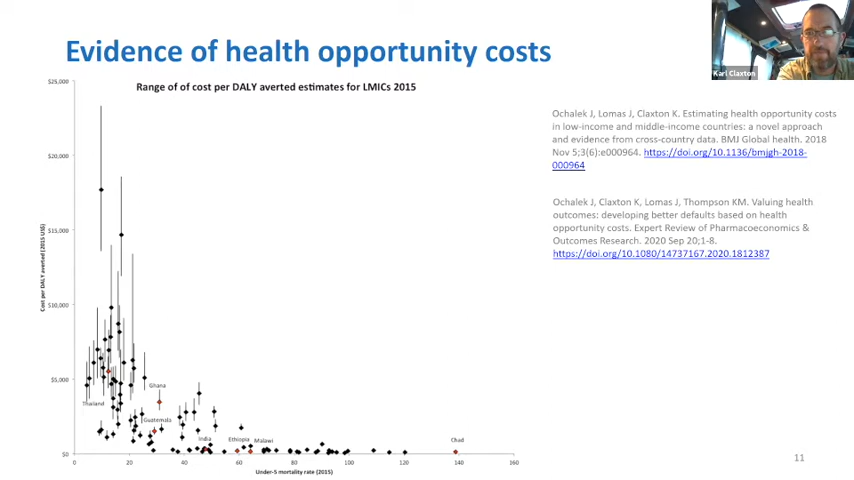 Evidence of health opportunity costs
Karl Claxton
Range of of cost per DALY averted estimates for LMICS 2015
$25,000
$20,000
$15,000
$10,000
$5,000
$0
Cost per DALY averted (2015 US$)
Thailand
Ghana
Guatemala
India
Ethiopia
Malawi
Chad
0
20
40
60
80
100
120
140
160
Under-5 mortality rate (2015)
Ochalek J, Lomas J, Claxton K. Estimating health opportunity costs
in low-income and middle-income countries: a novel approach
and evidence from cross-country data. BMJ Global health. 2018
Nov 5;3(6):e000964. https://doi.org/10.1136/bmjgh-2018-
000964
Ochalek J, Claxton K, Lomas J, Thompson KM. Valuing health
outcomes: developing better defaults based on health
opportunity costs. Expert Review of Pharmacoeconomics &
Outcomes Research. 2020 Sep 20;1-8.
https://doi.org/10.1080/14737167.2020.1812387
11